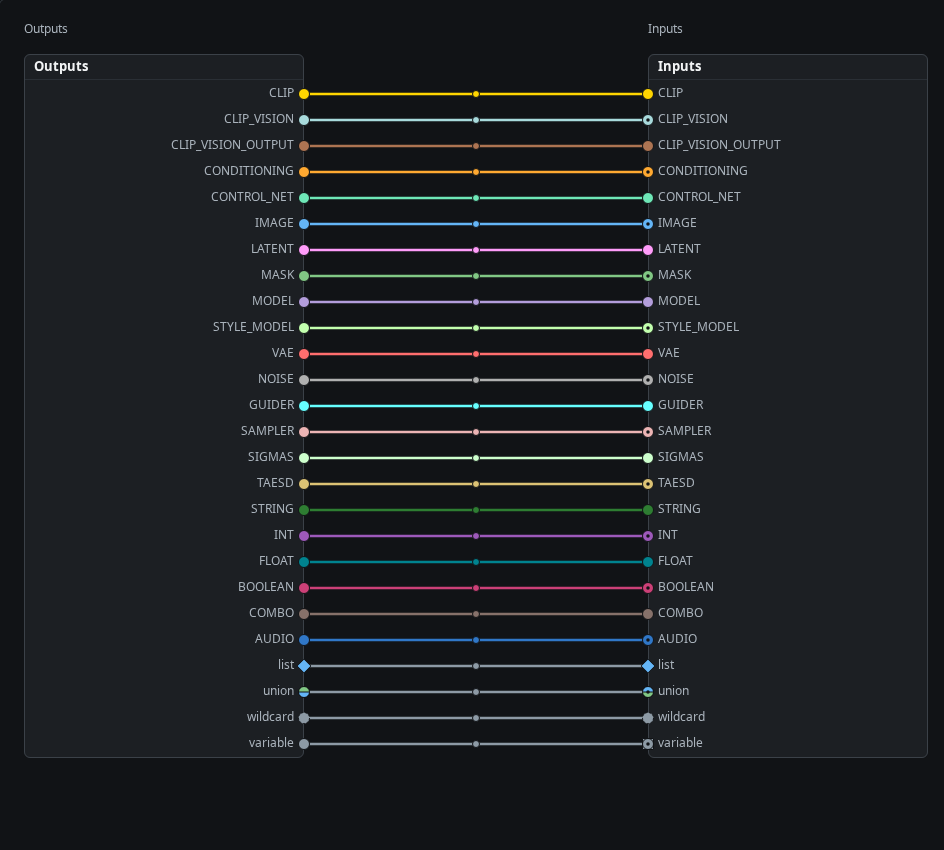 Outputs
Inputs
Outputs
Inputs
CLIP
CLIP
CLIP_VISION
CLIP_VISION
CLIP_VISION_OUTPUT
CLIP_VISION_OUTPUT
CONDITIONING
CONDITIONING
CONTROL_NET
CONTROL_NET
IMAGE
IMAGE
LATENT
LATENT
MASK
MASK
MODEL
MODEL
STYLE_MODEL
STYLE_MODEL
VAE
VAE
NOISE
NOISE
GUIDER
GUIDER
SAMPLER
SAMPLER
SIGMAS
SIGMAS
TAESD
TAESD
STRING
STRING
INT
INT
FLOAT
FLOAT
BOOLEAN
BOOLEAN
COMBO
COMBO
AUDIO
AUDIO
list
list
union
union
wildcard
wildcard
variable
variable